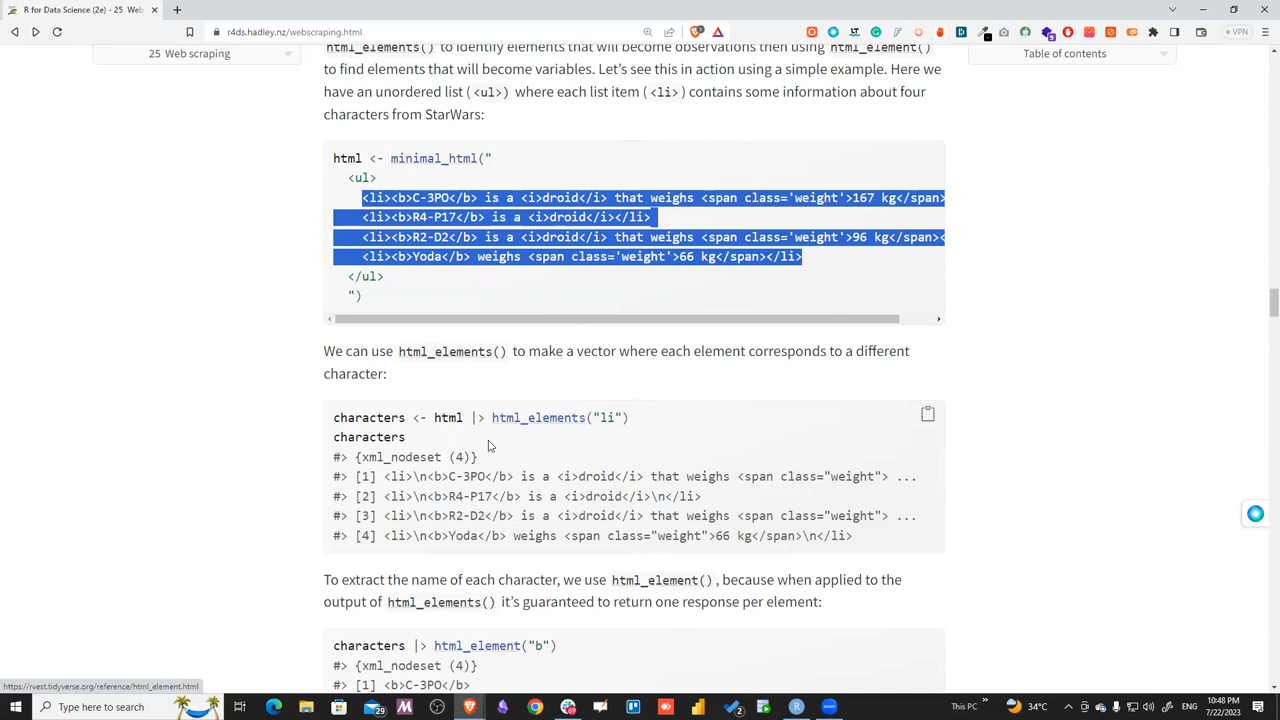 R for Data Science (2e) - 25 Web
r4ds.hadley.nz/webscraping.html
VPN
25 Web scraping
Table of contents
html_elements() to identify elements that will become observations then using html_element()
to find elements that will become variables. Let's see this in action using a simple example. Here we
have an unordered list (<ul>) where each list item (<li>) contains some information about four
characters from StarWars:
html <- minimal_html("
<ul>
<li><b>C-3PO</b> is a <i>droid</i> that weighs <span class='weight'>167 kg</span>
<li><b>R4-P17</b> is a <i>droid</i></li>
<li><b>R2-D2</b> is a <i>droid</i> that weighs <span class='weight'>96 kg</span><
<li><b>Yoda</b> weighs <span class='weight'>66 kg</span></li>
</ul>
")
We can use html_elements() to make a vector where each element corresponds to a different
character:
characters <- html |> html_elements("li")
characters
#> {xml_nodeset (4)}
#> [1] <li>\n<b>C-3PO</b> is a <i>droid</i> that weighs <span class="weight"> ...
#> [2] <li>\n<b>R4-P17</b> is a <i>droid</i>\n</li>
#> [3] <li>\n<b>R2-D2</b> is a <i>droid</i> that weighs <span class="weight"> ...
#> [4] <li>\n<b>Yoda</b> weighs <span class="weight">66 kg</span>\n</li>
To extract the name of each character, we use html_element(), because when applied to the
output of html_elements() it's guaranteed to return one response per element:
characters |> html_element("b")
#> {xml_nodeset (4)}
#> [1] <b>C-3PO</b>
https://rvest.tidyverse.org/reference/html_element.html
Type here to search
29
2
This PC
34°C
10:48 PM
7/22/2023